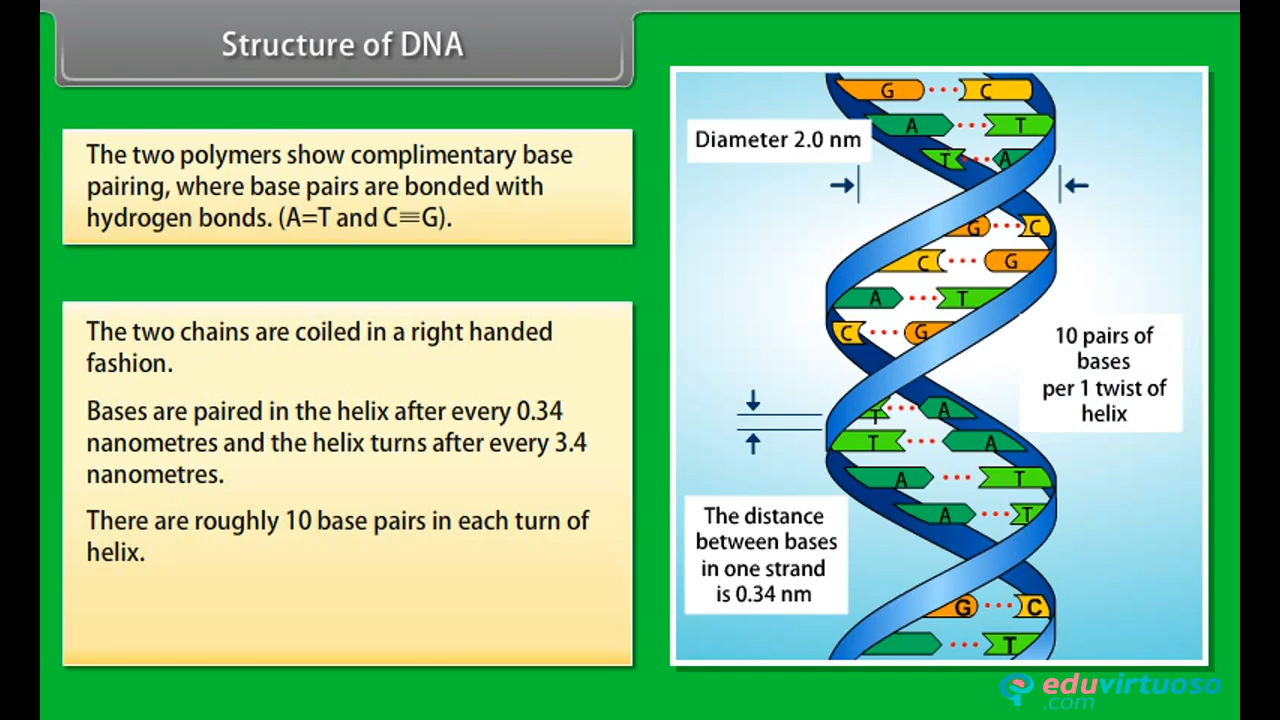 Structure of DNA
The two polymers show complimentary base
pairing, where base pairs are bonded with
hydrogen bonds. (A=T and C≡G).
The two chains are coiled in a right handed
fashion.
Bases are paired in the helix after every 0.34
nanometres and the helix turns after every 3.4
nanometres.
There are roughly 10 base pairs in each turn of
helix.
G C
A T
Diameter 2.0 nm
T A
G C
C G
A T
C G
10 pairs of
bases
per 1 twist of
helix
T A
T A
A T
A T
The distance
between bases
in one strand
is 0.34 nm
G C
T
eduvirtuoso
.com